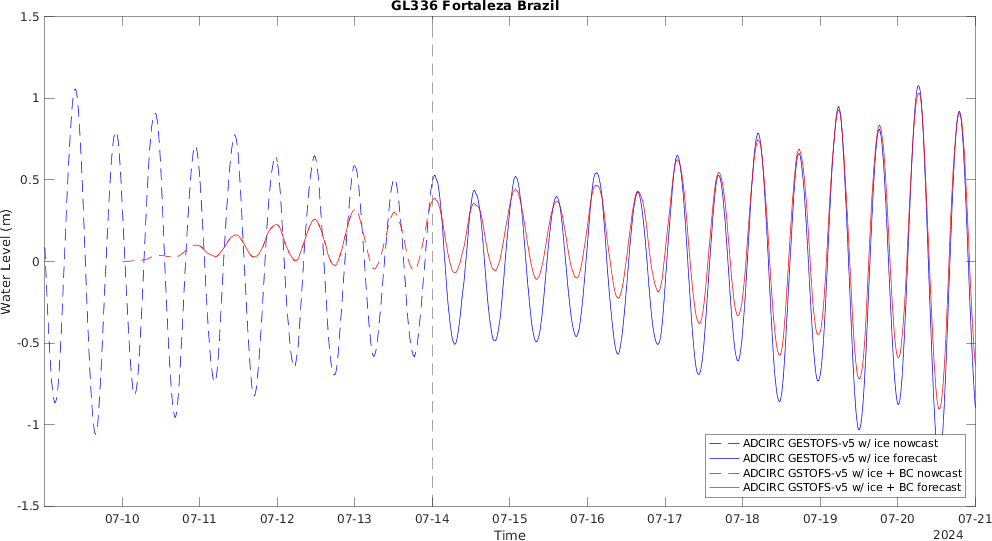 GL336 Fortaleza Brazil
Water Level (m)
1.5
1
0.5
0
-0.5
-1
-1.5
ADCIRC GESTOFS-v5 w/ ice nowcast
ADCIRC GESTOFS-v5 w/ ice forecast
ADCIRC GSTOFS-v5 w/ ice + BC nowcast
ADCIRC GSTOFS-v5 w/ ice + BC forecast
07-10 07-11 07-12 07-13 07-14 07-15 07-16 07-17 07-18 07-19 07-20 07-21
Time
2024